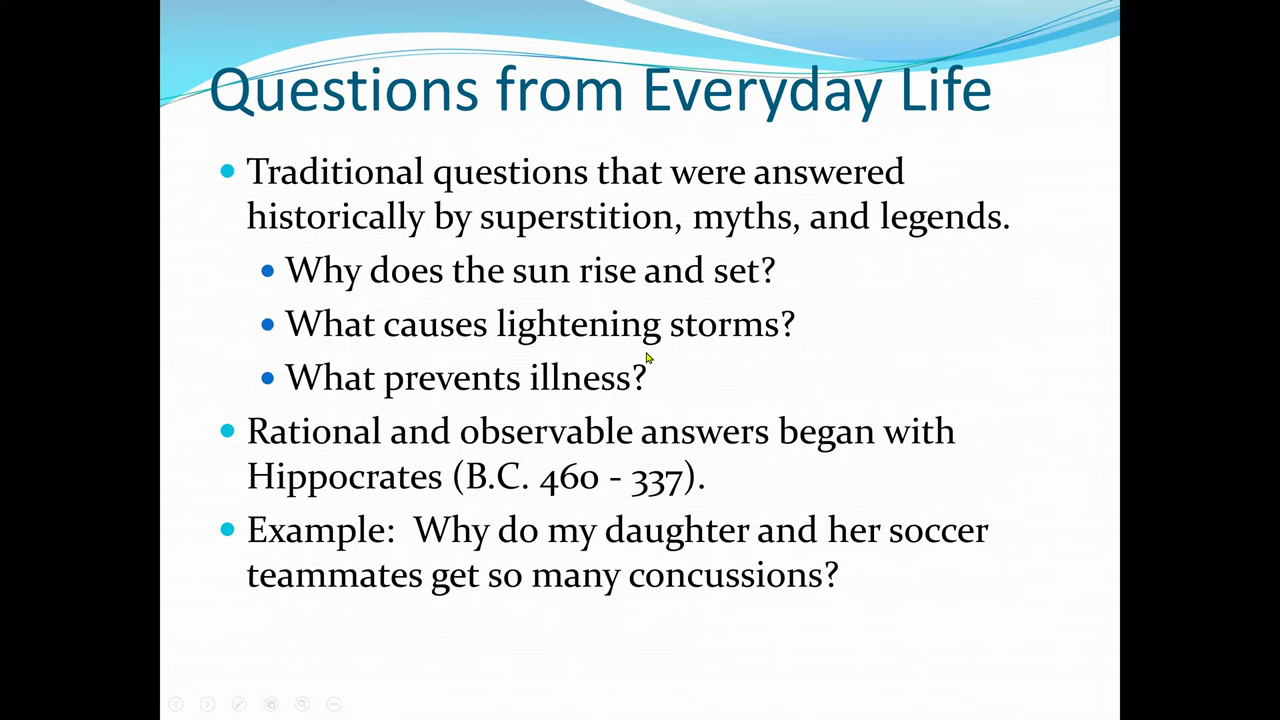 Questions from Everyday Life
Traditional questions that were answered
historically by superstition, myths, and legends.
Why does the sun rise and set?
What causes lightening storms?
What prevents illness?
Rational and observable answers began with
Hippocrates (B.C. 460 - 337).
Example:  Why do my daughter and her soccer
teammates get so many concussions?